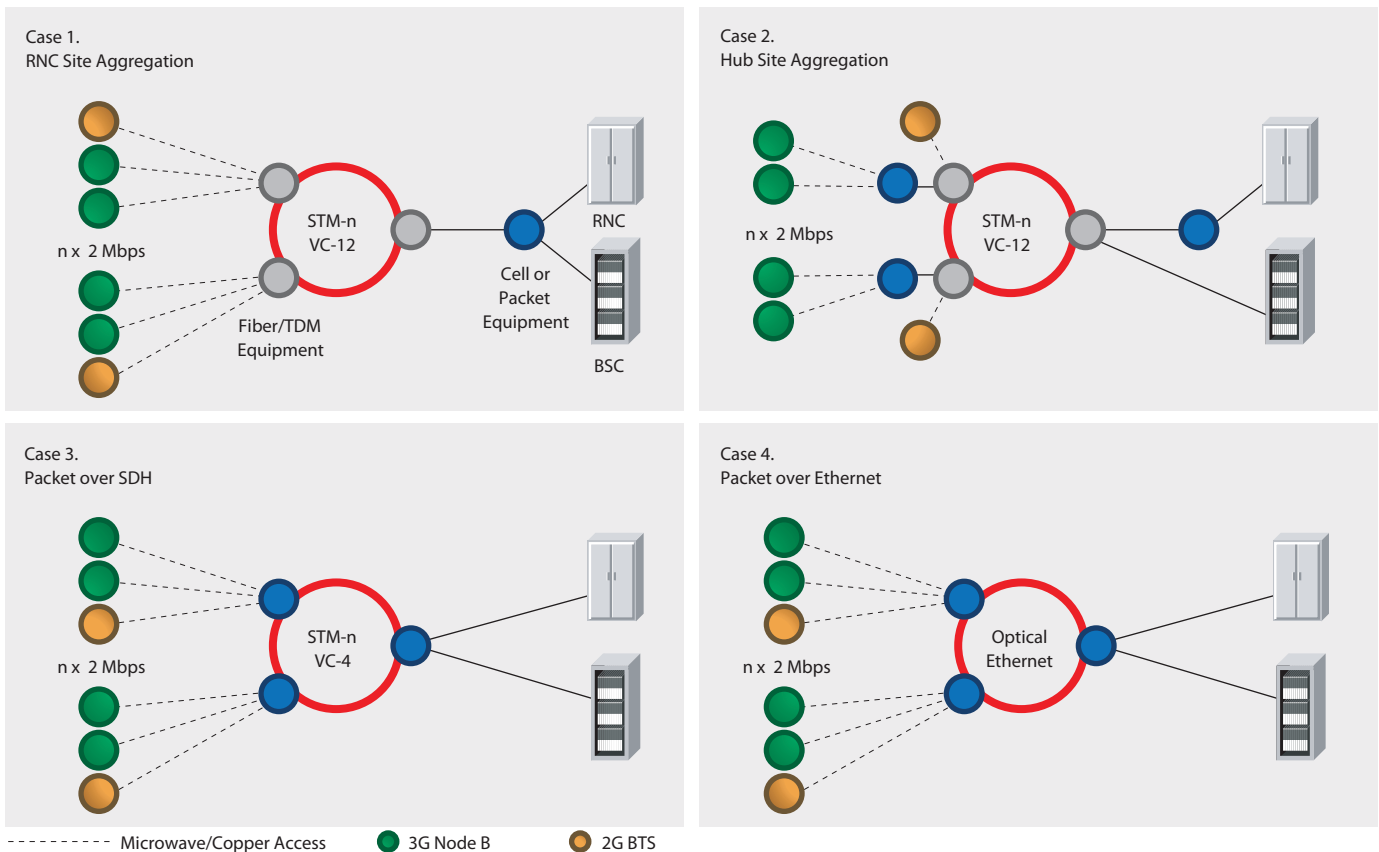 Case 1.
RNC Site Aggregation
n x 2 Mbps
STM-n
VC-12
Fiber/TDM
Equipment
Cell or
Packet
Equipment
RNC
BSC
Case 2.
Hub Site Aggregation
n x 2 Mbps
STM-n
VC-12
Case 3.
Packet over SDH
n x 2 Mbps
STM-n
VC-4
Case 4.
Packet over Ethernet
n x 2 Mbps
Optical
Ethernet
Microwave/Copper Access
3G Node B
2G BTS